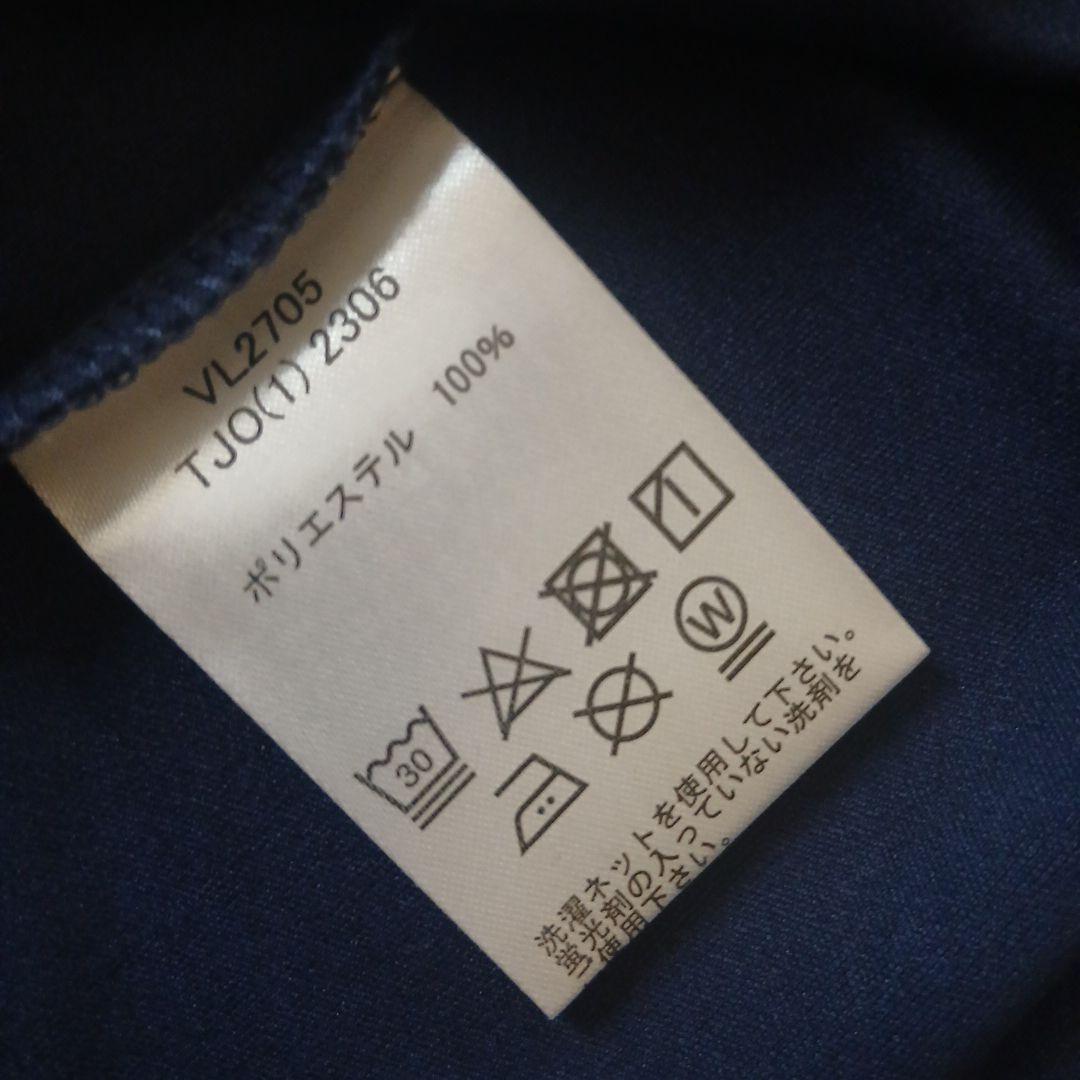 VL2705
TJO(1) 2306
ポリエステル 100%
30
W
洗濯ネットを使用して下さい。
蛍光剤の入っていない洗剤を
ご使用下さい。